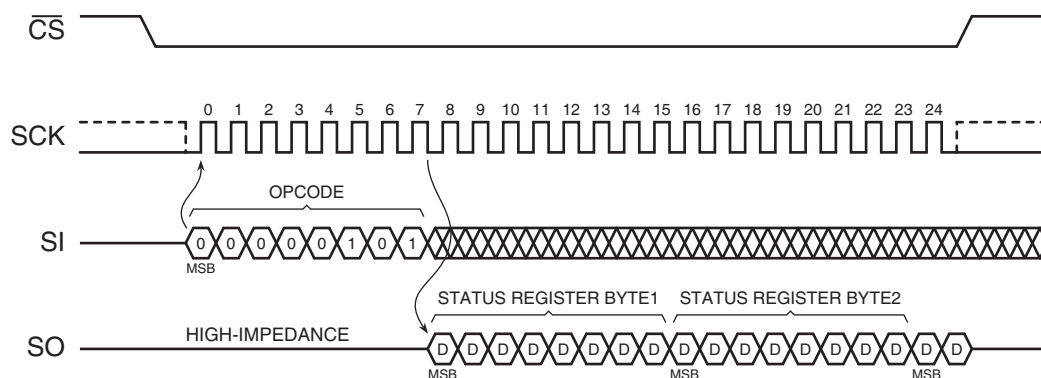 CS
0 1 2 3 4 5 6 7 8 9 10 11 12 13 14 15 16 17 18 19 20 21 22 23 24
SCK
OPCODE
SI 0 0 0 0 0 1 0 1
MSB
STATUS REGISTER BYTE1 STATUS REGISTER BYTE2
HIGH-IMPEDANCE
SO D D D D D D D D D D D D D D D D D D
MSB MSB MSB